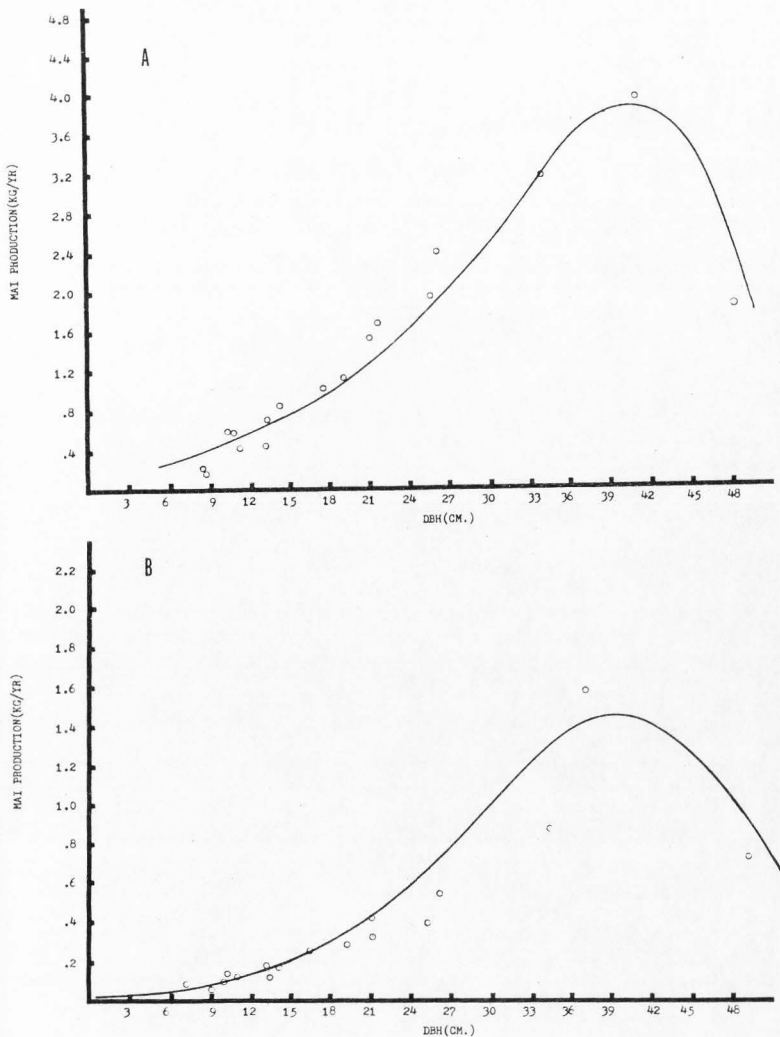 A
4.8
4.4
4.0
3.6
3.2
2.8
2.4
2.0
1.6
1.2
.8
.4
MAI PRODUCTION(KG/YR)
3 6 9 12 15 18 21 24 27 30 33 36 39 42 45 48
DBH(CM.)
B
2.2
2.0
1.8
1.6
1.4
1.2
1.0
.8
.6
.4
.2
MAI PRODUCTION(KG/YR)
3 6 9 12 15 18 21 24 27 30 33 36 39 42 45 48
DBH(CM.)